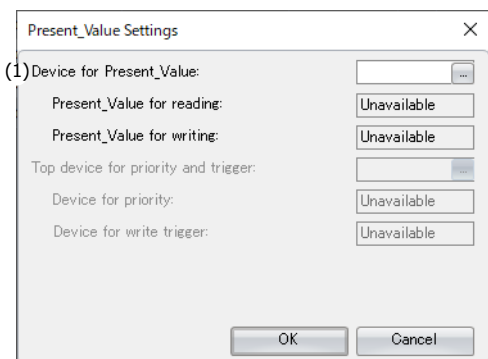 Present_Value Settings
(1) Device for Present_Value: ...
Present_Value for reading: Unavailable
Present_Value for writing: Unavailable
Top device for priority and trigger: ...
Device for priority: Unavailable
Device for write trigger: Unavailable
OK Cancel